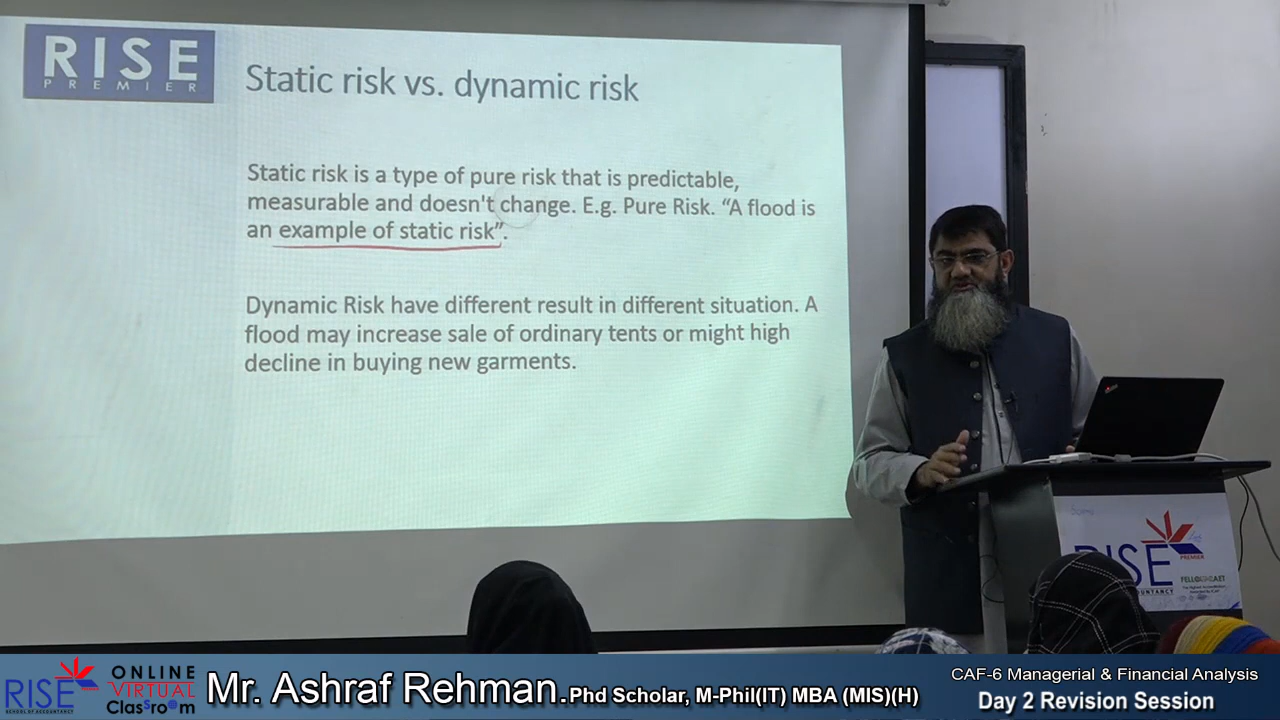 RISE
PREMIER
Static risk vs. dynamic risk
Static risk is a type of pure risk that is predictable,
measurable and doesn't change. E.g. Pure Risk. “A flood is
an example of static risk”.
Dynamic Risk have different result in different situation. A
flood may increase sale of ordinary tents or might high
decline in buying new garments.
RISE
PREMIER
RISE
SCHOOL OF ACCOUNTANCY
ONLINE
VIRTUAL
ClassroOm
Mr. Ashraf Rehman.-Phd Scholar, M-Phil(IT) MBA (MIS)(H)
CAF-6 Managerial & Financial Analysis
Day 2 Revision Session